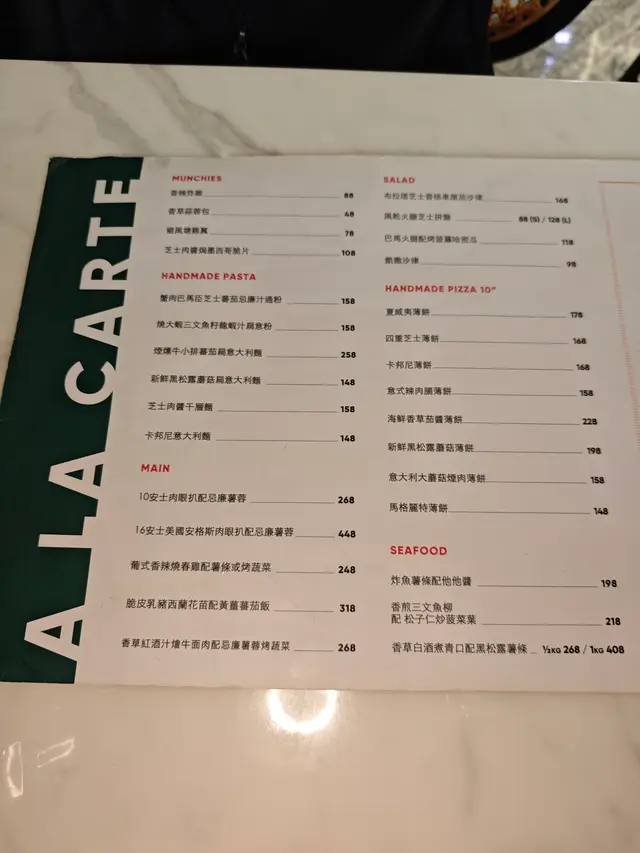 A LA CARTE
MUNCHIES
香辣炸雞 88
香草蒜蓉包 48
避風塘雞翼 78
芝士肉醬焗墨西哥脆片 108
HANDMADE PASTA
蟹肉巴馬臣芝士蕃茄忌廉汁通粉 158
燒大蝦三文魚籽龍蝦汁扁意粉 158
煙燻牛小排蕃茄扁意大利麵 258
新鮮黑松露蘑菇扁意大利麵 148
芝士肉醬千層麵 158
卡邦尼意大利麵 148
MAIN
10安士肉眼扒配忌廉薯蓉 268
16安士美國安格斯肉眼扒配忌廉薯蓉 448
葡式香辣燒春雞配薯條或烤蔬菜 248
脆皮乳豬西蘭花苗配黃薑蕃茄飯 318
香草紅酒汁燴牛面肉配忌廉薯蓉烤蔬菜 268
SALAD
布拉塔芝士香桃車厘茄沙律 168
風乾火腿芝士拼盤 88 (S) / 128 (L)
巴馬火腿配烤菠蘿哈密瓜 118
凱撒沙律 98
HANDMADE PIZZA 10"
夏威夷薄餅 178
四重芝士薄餅 168
卡邦尼薄餅 168
意式辣肉腸薄餅 158
海鮮香草茄醬薄餅 228
新鮮黑松露蘑菇薄餅 198
意大利大蘑菇煙肉薄餅 158
馬格麗特薄餅 148
SEAFOOD
炸魚薯條配他他醬 198
香煎三文魚柳
配 松子仁炒菠菜葉 218
香草白酒煮青口配黑松露薯條 ½KG 268 / 1KG 408